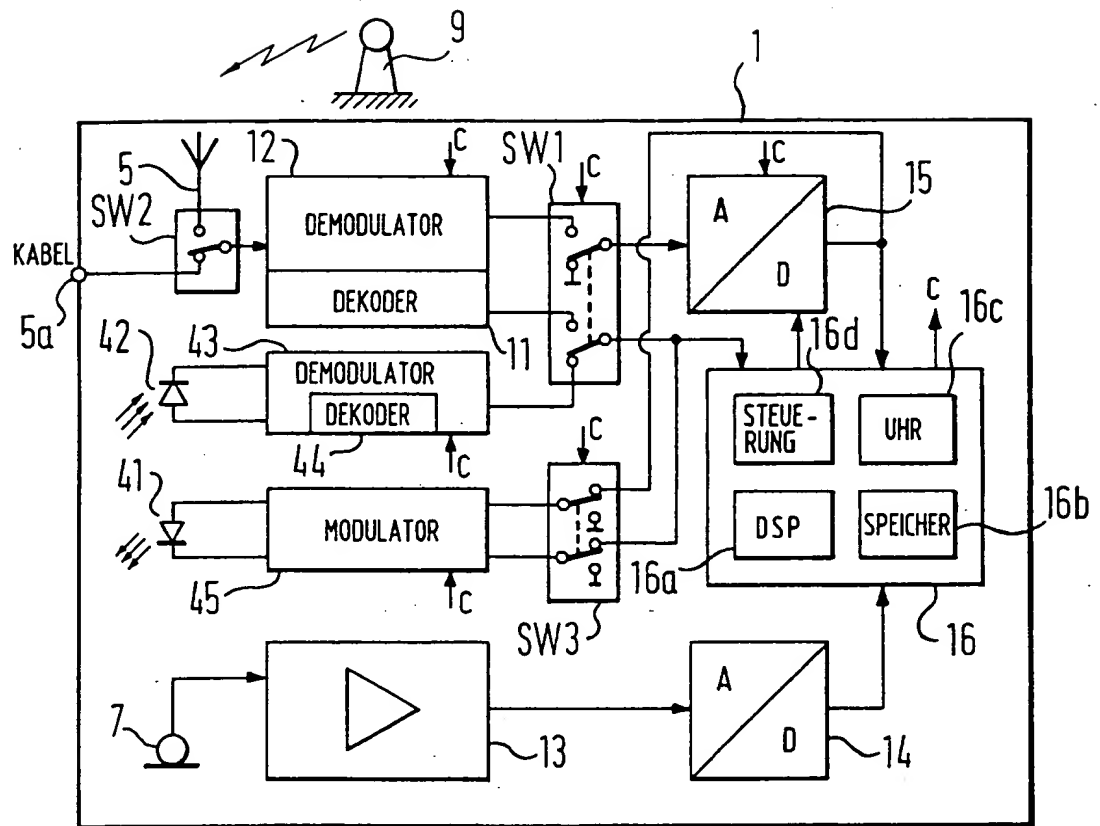 9
1
12
C
SW1
C
C
5
SW2
DEMODULATOR
A
D
15
KABEL
5a
DEKODER
11
16d
C
16c
42
43
DEMODULATOR
DEKODER
44
C
STEUE-
RUNG
UHR
C
41
MODULATOR
DSP
SPEICHER
16b
16a
45
C
SW3
16
7
13
A
D
14